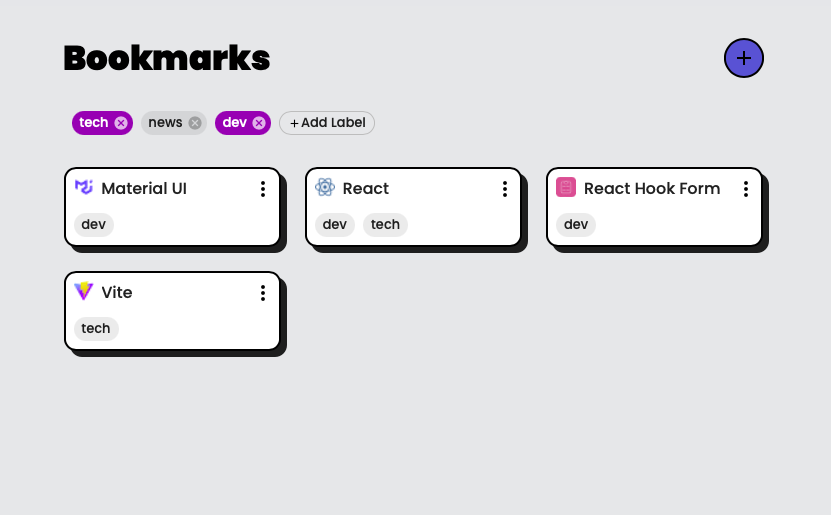 Bookmarks
tech news dev +Add Label
Material UI React React Hook Form
dev dev tech dev
Vite
tech